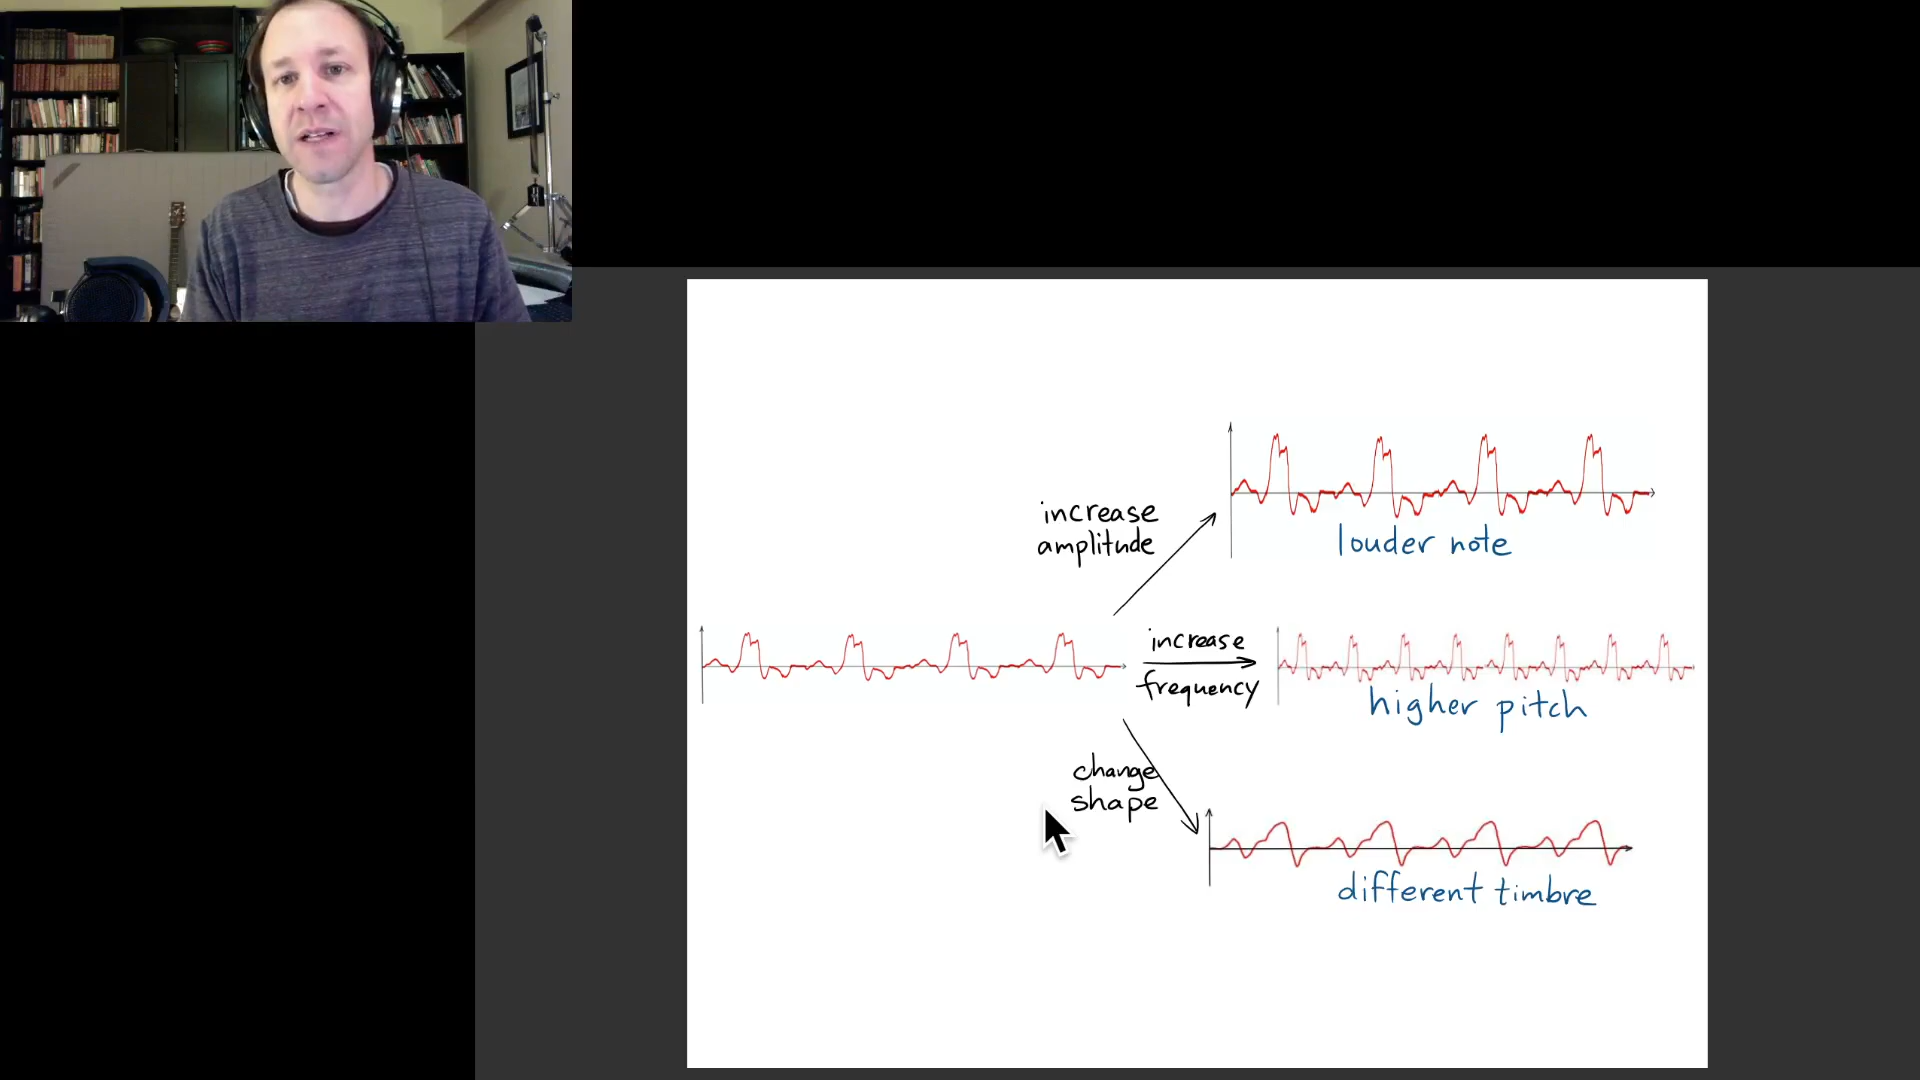 increase
amplitude
louder note
increase
frequency
higher pitch
change
shape
different timbre